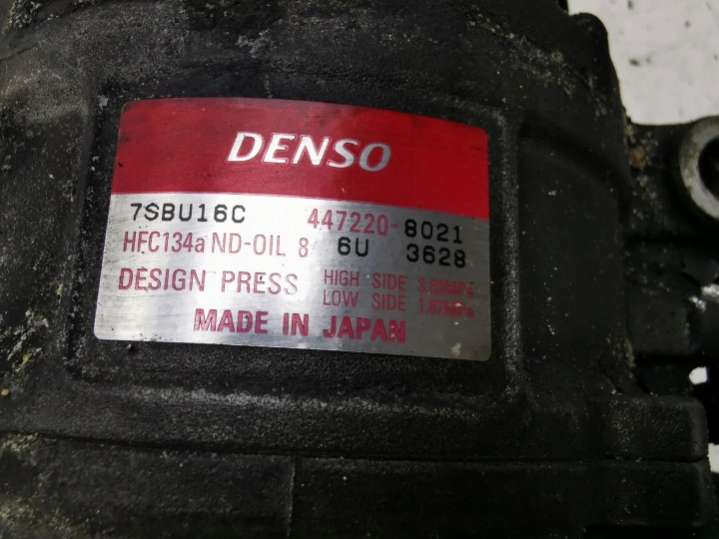 DENSO
7SBU16C 447220-8021
HFC134a ND-OIL 8 6U 3628
DESIGN PRESS HIGH SIDE
LOW SIDE
MADE IN JAPAN